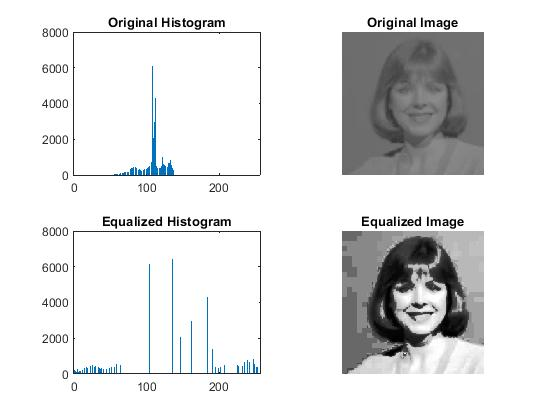 Original Histogram
8000
6000
4000
2000
0
0 100 200
Original Image
Equalized Histogram
8000
6000
4000
2000
0
0 100 200
Equalized Image